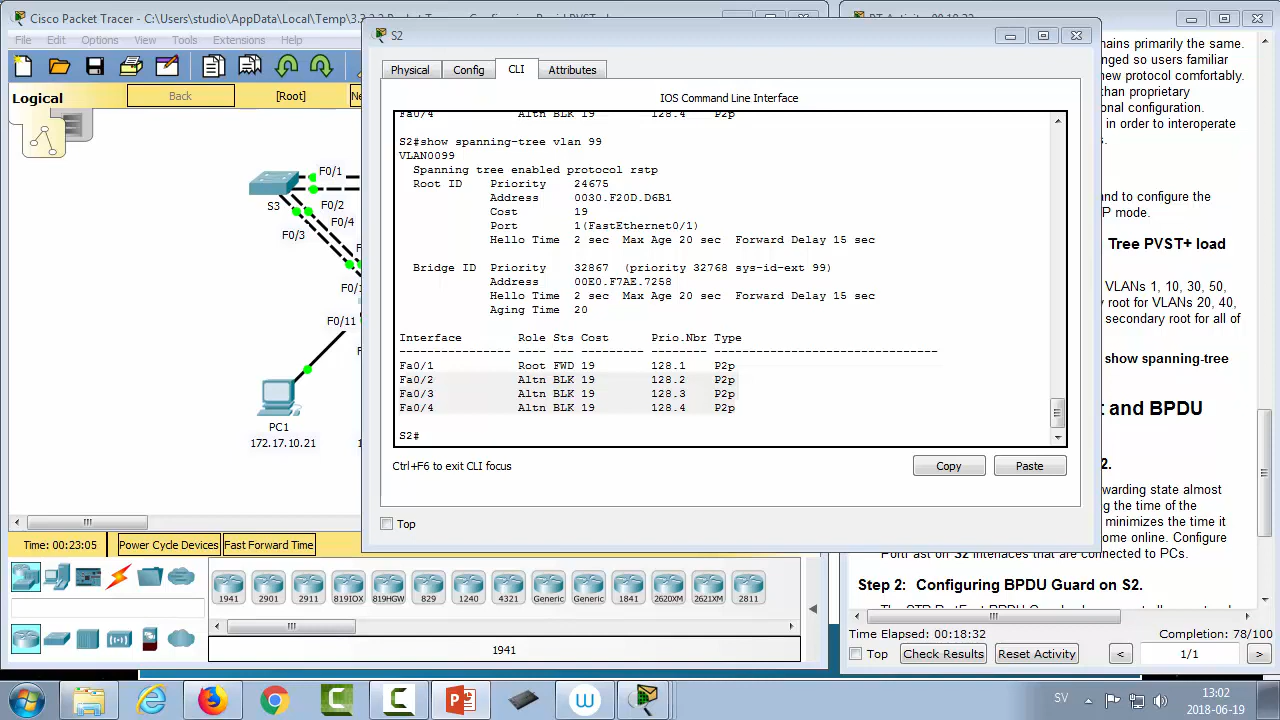 Cisco Packet Tracer - C:\Users\studio\AppData\Local\Temp\3.3.2.2
PT Activity: 00:18:32
File Edit Options View Tools Extensions Help
Logical
Back
[Root]
S3
F0/1
F0/2
F0/4
F0/3
F0/11
PC1
172.17.10.21
Time: 00:23:05
Power Cycle Devices
Fast Forward Time
1941 2901 2911 819IOX 819HGW 829 1240 4321 Generic Generic 1841 2620XM 2621XM 2811
1941
S2
Physical Config CLI Attributes
IOS Command Line Interface
Fa0/4 Altn BLK 19 128.4 P2p
S2#show spanning-tree vlan 99
VLAN0099
Spanning tree enabled protocol rstp
Root ID Priority 24675
Address 0030.F20D.D6B1
Cost 19
Port 1(FastEthernet0/1)
Hello Time 2 sec Max Age 20 sec Forward Delay 15 sec
Bridge ID Priority 32867 (priority 32768 sys-id-ext 99)
Address 00E0.F7AE.7258
Hello Time 2 sec Max Age 20 sec Forward Delay 15 sec
Aging Time 20
Interface Role Sts Cost Prio.Nbr Type
---------------- ---- --- --------- -------- --------------------------------
Fa0/1 Root FWD 19 128.1 P2p
Fa0/2 Altn BLK 19 128.2 P2p
Fa0/3 Altn BLK 19 128.3 P2p
Fa0/4 Altn BLK 19 128.4 P2p
S2#
Ctrl+F6 to exit CLI focus
Copy
Paste
Top
primarily the same.
so users familiar
new protocol comfortably.
than proprietary
configuration.
in order to interoperate
and to configure the
mode.
Tree PVST+ load
VLANs 1, 10, 30, 50,
root for VLANs 20, 40,
secondary root for all of
show spanning-tree
and BPDU
2.
state almost
the time of the
minimizes the time it
online. Configure
PortFast on S2 interfaces that are connected to PCs.
Step 2: Configuring BPDU Guard on S2.
Time Elapsed: 00:18:32
Completion: 78/100
Top
Check Results
Reset Activity
<
1/1
>
SV
13:02
2018-06-19